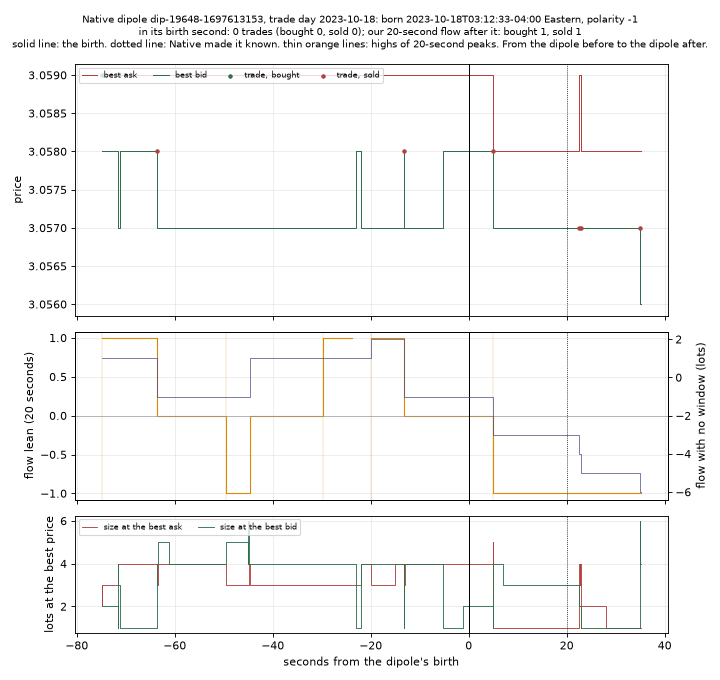 Native dipole dip-19648-1697613153, trade day 2023-10-18: born 2023-10-18T03:12:33-04:00 Eastern, polarity -1
in its birth second: 0 trades (bought 0, sold 0); our 20-second flow after it: bought 1, sold 1
solid line: the birth. dotted line: Native made it known. thin orange lines: highs of 20-second peaks. From the dipole before to the dipole after.
best ask
best bid
trade, bought
trade, sold
price
3.0590
3.0585
3.0580
3.0575
3.0570
3.0565
3.0560
flow lean (20 seconds)
1.0
0.5
0.0
−0.5
−1.0
2
0
−2
−4
−6
flow with no window (lots)
size at the best ask
size at the best bid
lots at the best price
6
4
2
−80
−60
−40
−20
0
20
40
seconds from the dipole's birth